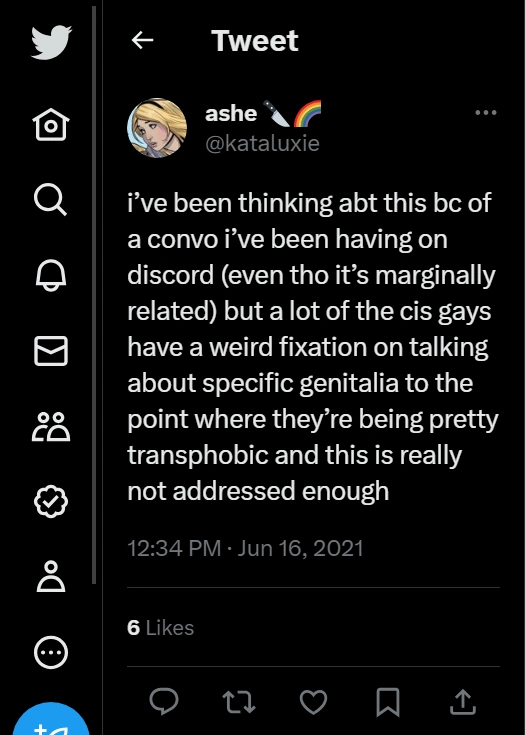 Tweet
ashe 🔪🌈
@kataluxie
i’ve been thinking abt this bc of
a convo i’ve been having on
discord (even tho it’s marginally
related) but a lot of the cis gays
have a weird fixation on talking
about specific genitalia to the
point where they’re being pretty
transphobic and this is really
not addressed enough
12:34 PM · Jun 16, 2021
6 Likes